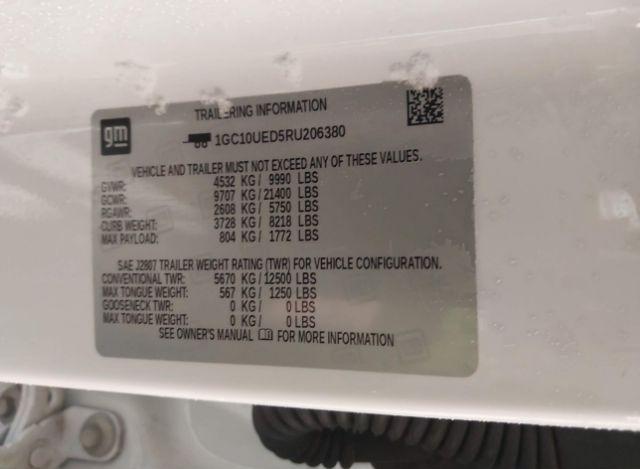 TRAILERING INFORMATION
gm
1GC10UED5RU206380
VEHICLE AND TRAILER MUST NOT EXCEED ANY OF THESE VALUES.
GVWR: 4532 KG/ 9990 LBS
GCWR: 9707 KG/ 21400 LBS
RGAWR: 2608 KG/ 5750 LBS
CURB WEIGHT: 3728 KG/ 8218 LBS
MAX PAYLOAD: 804 KG/ 1772 LBS
SAE J2807 TRAILER WEIGHT RATING (TWR) FOR VEHICLE CONFIGURATION.
CONVENTIONAL TWR: 5670 KG/ 12500 LBS
MAX TONGUE WEIGHT: 567 KG/ 1250 LBS
GOOSENECK TWR: 0 KG/ 0 LBS
MAX TONGUE WEIGHT: 0 KG/ 0 LBS
SEE OWNER'S MANUAL FOR MORE INFORMATION